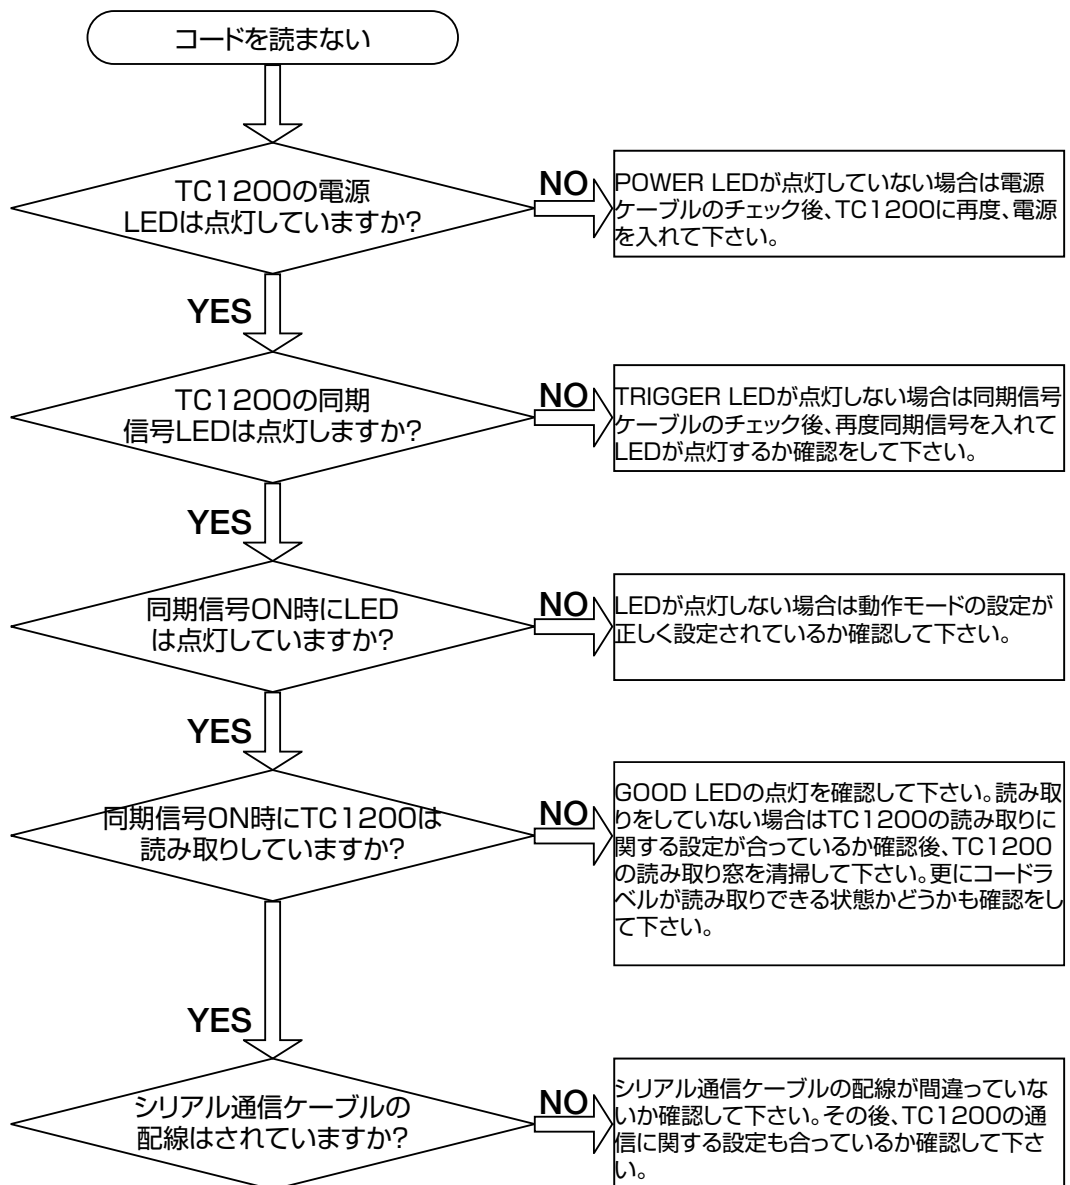 コードを読まない
TC1200の電源
LEDは点灯していますか?
NO
POWER LEDが点灯していない場合は電源
ケーブルのチェック後、TC1200に再度、電源
を入れて下さい。
YES
TC1200の同期
信号LEDは点灯しますか?
NO
TRIGGER LEDが点灯しない場合は同期信号
ケーブルのチェック後、再度同期信号を入れて
LEDが点灯するか確認をして下さい。
YES
同期信号ON時にLED
は点灯していますか?
NO
LEDが点灯しない場合は動作モードの設定が
正しく設定されているか確認して下さい。
YES
同期信号ON時にTC1200は
読み取りしていますか?
NO
GOOD LEDの点灯を確認して下さい。読み取
りをしていない場合はTC1200の読み取りに
関する設定が合っているか確認後、TC1200
の読み取り窓を清掃して下さい。更にコードラ
ベルが読み取りできる状態かどうかも確認をし
て下さい。
YES
シリアル通信ケーブルの
配線はされていますか?
NO
シリアル通信ケーブルの配線が間違っていな
いか確認して下さい。その後、TC1200の通
信に関する設定も合っているか確認して下さ
い。